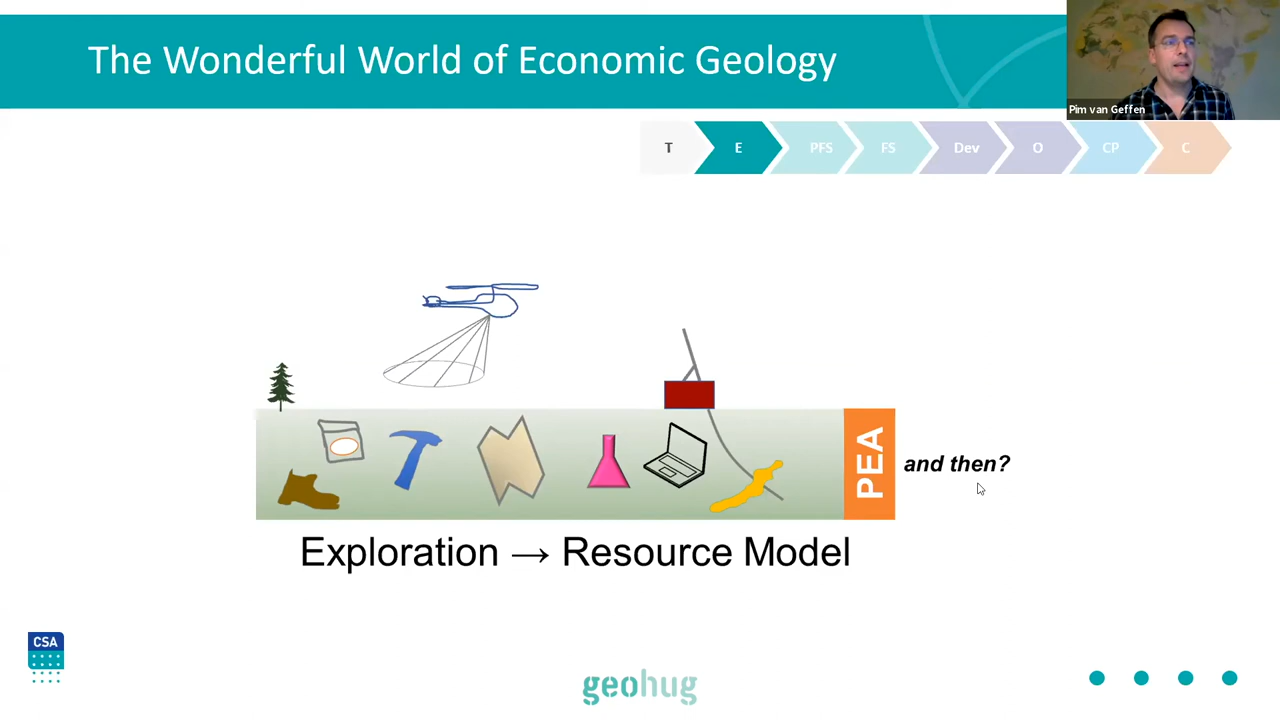 The Wonderful World of Economic Geology
Pim van Geffen
T E PFS FS Dev O CP C
PEA
and then?
Exploration → Resource Model
CSA
geohug